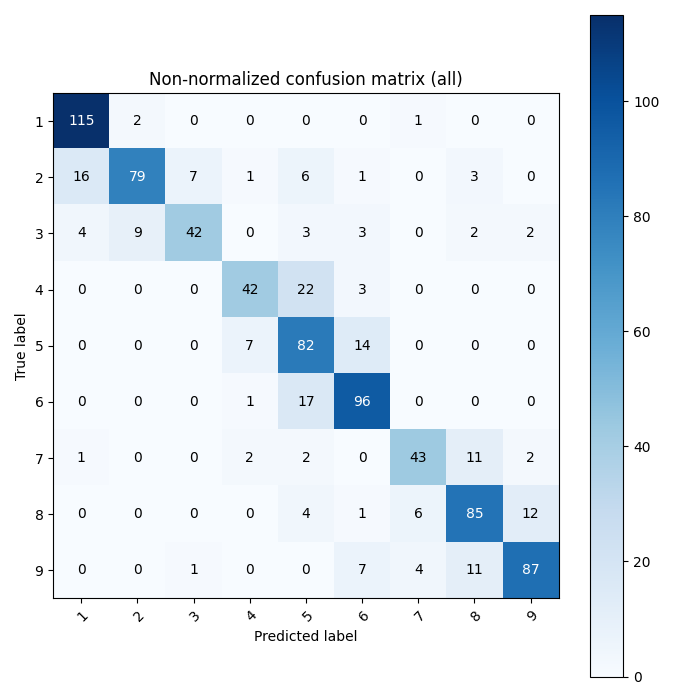 Non-normalized confusion matrix (all)
1 115 2 0 0 0 0 1 0 0
2 16 79 7 1 6 1 0 3 0
3 4 9 42 0 3 3 0 2 2
4 0 0 0 42 22 3 0 0 0
5 0 0 0 7 82 14 0 0 0
6 0 0 0 1 17 96 0 0 0
7 1 0 0 2 2 0 43 11 2
8 0 0 0 0 4 1 6 85 12
9 0 0 1 0 0 7 4 11 87
1 2 3 4 5 6 7 8 9
True label
Predicted label
100
80
60
40
20
0